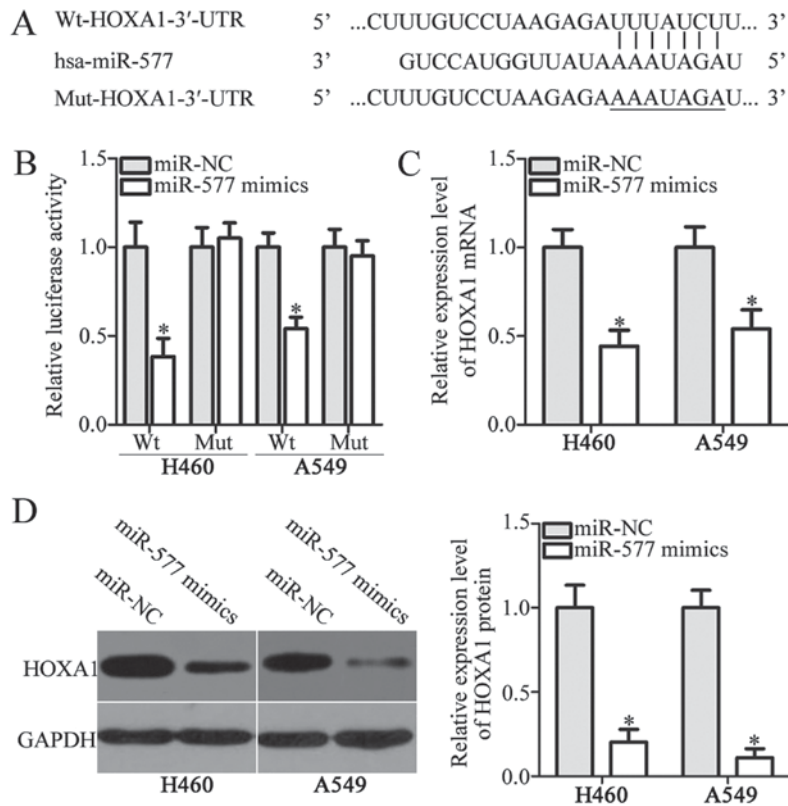 A
Wt-HOXA1-3′-UTR 5′ ...CUUUGUCCUAAGAGAUUUAUCUU... 3′
hsa-miR-577 3′ GUCCAUGGUUAUAAAAUAGAU 5′
Mut-HOXA1-3′-UTR 5′ ...CUUUGUCCUAAGAGAAAAUAGAU... 3′
B
Relative luciferase activity
1.5
1.0
0.5
0.0
miR-NC
miR-577 mimics
*
*
Wt Mut Wt Mut
H460 A549
C
Relative expression level
of HOXA1 mRNA
1.5
1.0
0.5
0.0
miR-NC
miR-577 mimics
*
*
H460 A549
D
miR-NC
miR-577 mimics
miR-NC
miR-577 mimics
HOXA1
GAPDH
H460 A549
Relative expression level
of HOXA1 protein
1.5
1.0
0.5
0.0
miR-NC
miR-577 mimics
*
*
H460 A549